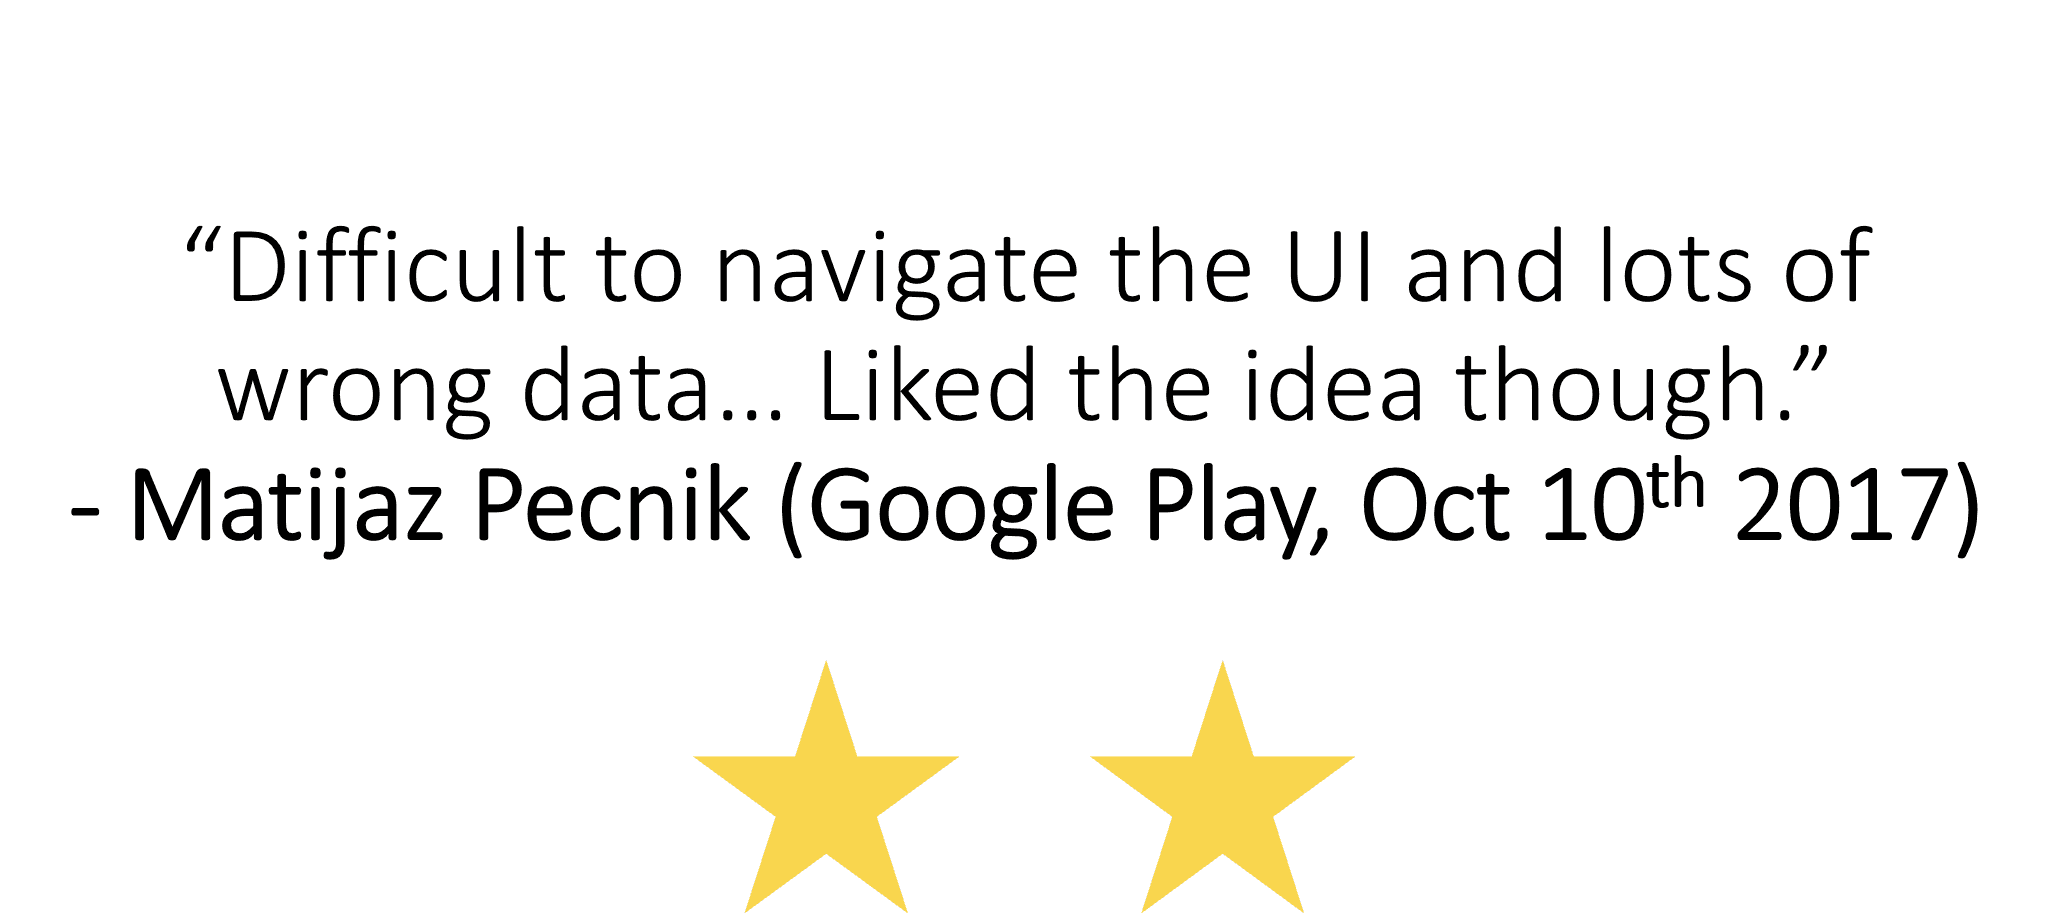 “Difficult to navigate the UI and lots of
wrong data... Liked the idea though.”
- Matijaz Pecnik (Google Play, Oct 10th 2017)